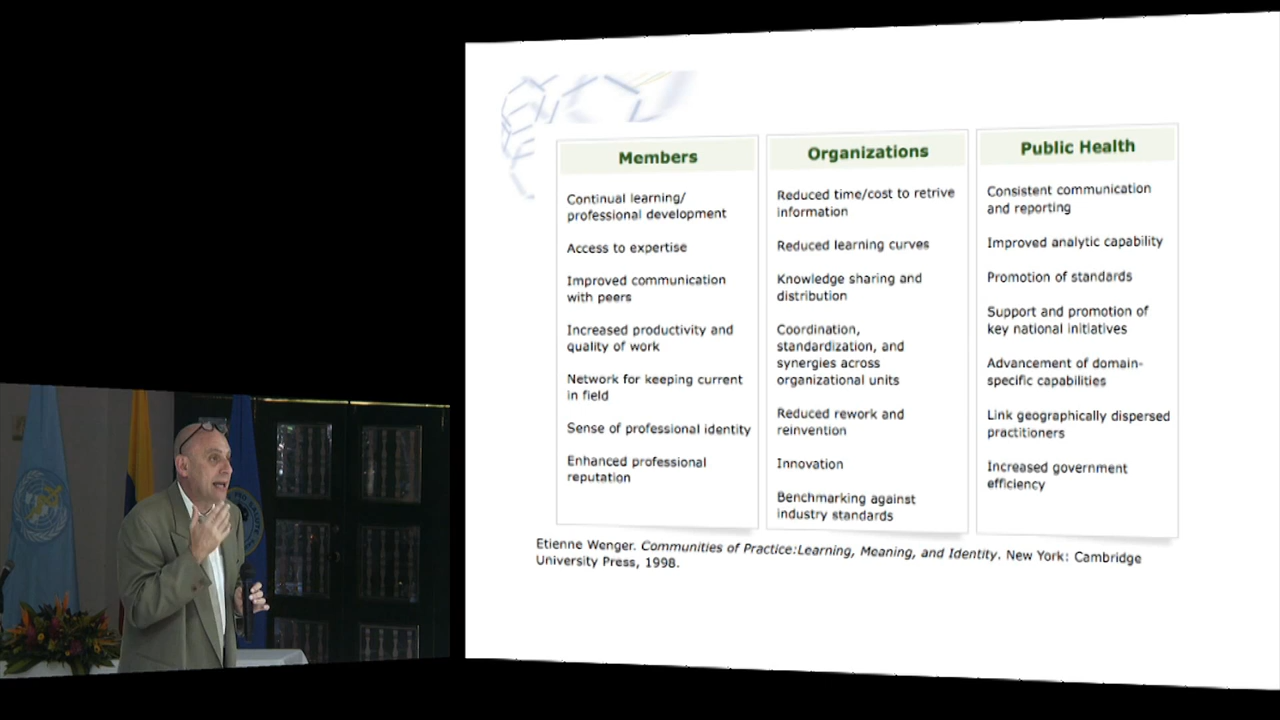 Members
Continual learning/
professional development
Access to expertise
Improved communication
with peers
Increased productivity and
quality of work
Network for keeping current
in field
Sense of professional identity
Enhanced professional
reputation
Organizations
Reduced time/cost to retrive
information
Reduced learning curves
Knowledge sharing and
distribution
Coordination,
standardization, and
synergies across
organizational units
Reduced rework and
reinvention
Innovation
Benchmarking against
industry standards
Public Health
Consistent communication
and reporting
Improved analytic capability
Promotion of standards
Support and promotion of
key national initiatives
Advancement of domain-
specific capabilities
Link geographically dispersed
practitioners
Increased government
efficiency
Etienne Wenger. Communities of Practice:Learning, Meaning, and Identity. New York: Cambridge
University Press, 1998.